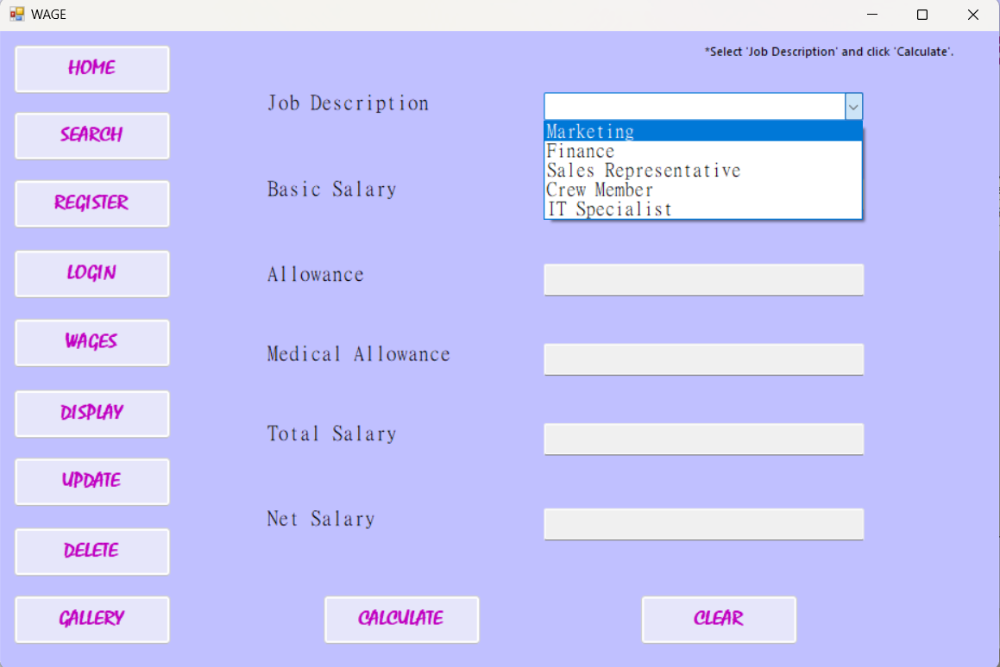 WAGE
HOME
SEARCH
REGISTER
LOGIN
WAGES
DISPLAY
UPDATE
DELETE
GALLERY
*Select 'Job Description' and click 'Calculate'.
Job Description
Marketing
Finance
Sales Representative
Crew Member
IT Specialist
Basic Salary
Allowance
Medical Allowance
Total Salary
Net Salary
CALCULATE
CLEAR